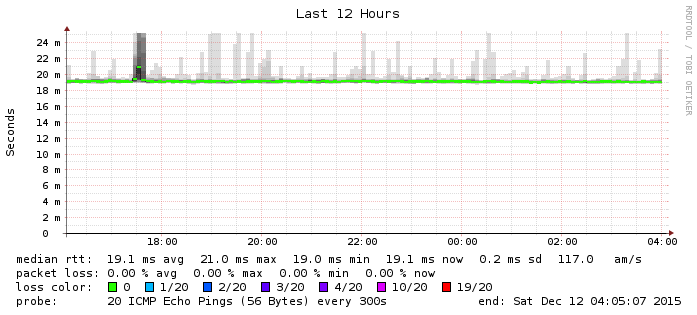 Last 12 Hours
RRDTOOL / TOBI OETIKER
Seconds
24 m
22 m
20 m
18 m
16 m
14 m
12 m
10 m
8 m
6 m
4 m
2 m
0
18:00 20:00 22:00 00:00 02:00 04:00
median rtt: 19.1 ms avg 21.0 ms max 19.0 ms min 19.1 ms now 0.2 ms sd 117.0 am/s
packet loss: 0.00 % avg 0.00 % max 0.00 % min 0.00 % now
loss color: 0 1/20 2/20 3/20 4/20 10/20 19/20
probe: 20 ICMP Echo Pings (56 Bytes) every 300s end: Sat Dec 12 04:05:07 2015